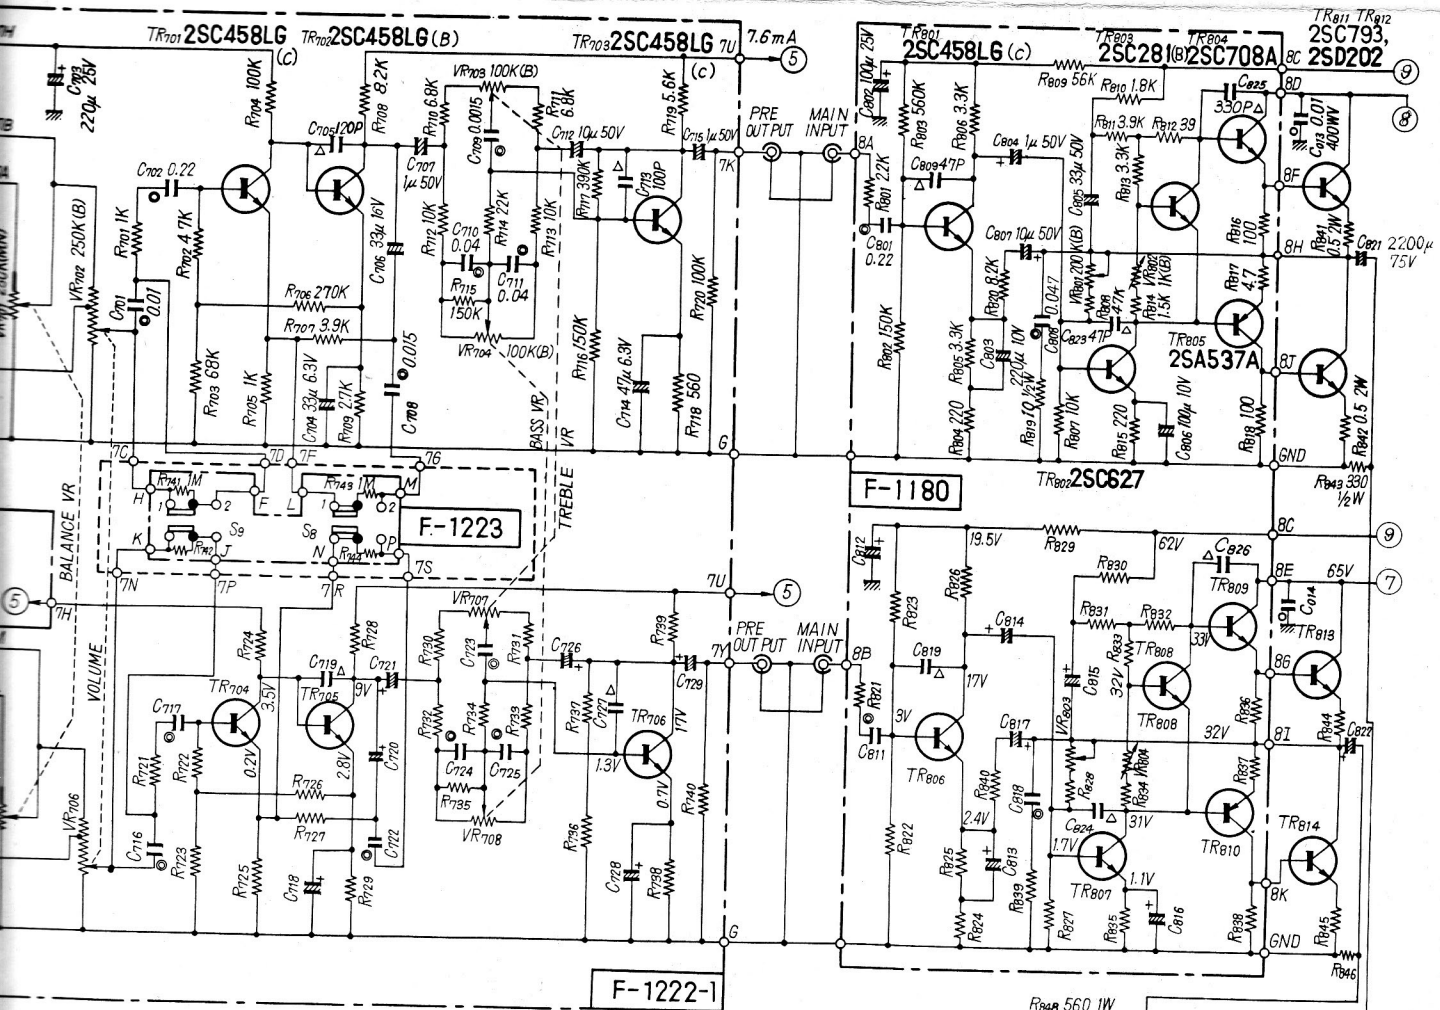 TR701 2SC458LG (c)
TR702 2SC458LG (B)
TR703 2SC458LG (c)
7U
7.6mA
5
TR801 2SC458LG (c)
TR803 2SC281 (B)
TR804 2SC708A
TR811 TR812
2SC793,
2SD202
8C
9
8D
8
C703 220μ 25V
R704 100K
C705 120P
R708 8.2K
R710 6.8K
VR703 100K(B)
C709 0.0015
R711 6.8K
C712 10μ 50V
R719 5.6K
C715 1μ 50V
PRE OUTPUT
MAIN INPUT
8A
C802 100μ 25V
R803 560K
R806 3.9K
R809 56K
R810 1.8K
C825 330P
C013 0.01 400WV
C804 1μ 50V
R811 3.9K
R812 39
R813 3.3K
C805 33μ 50V
C702 0.22
C707 1μ 50V
R717 390K
C713 100P
7K
R801 2.2K
C809 47P
8F
VR702 250K(B)
R701 1K
R702 4.7K
C706 33μ 16V
R712 10K
C710 0.04
R714 22K
R713 10K
C711 0.04
R715 150K
VR704 100K(B)
R720 100K
C801 0.22
C807 10μ 50V
R816 100
8H
R841 0.5 2W
C821 2200μ 75V
C701 0.01
R706 270K
R707 3.9K
C708 0.015
R716 150K
R802 150K
R820 8.2K
C808 0.047
VR801 200K(B)
R808 47K
VR802 1K(B)
R814 1.5K
R817 4.7
C823 47P
TR805
2SA537A
8J
R703 68K
R705 1K
C704 33μ 6.3V
R709 2.7K
C714 47μ 6.3V
R718 560
R805 3.9K
C803 220μ 10V
R804 220
R819 10 1/2W
R807 10K
R815 220
C806 100μ 10V
R818 100
R842 0.5 2W
BASS VR
TREBLE VR
G
GND
R843 330 1/2W
TR802 2SC627
7C
7D
7F
7G
H
R741 1M
1
2
F
L
R743 1M
1
2
M
F-1223
F-1180
K
S9
R742
J
S8
N
R744
P
BALANCE VR
7N
7P
7R
7S
7U
5
5
7H
VOLUME
C812
19.5V
R829
62V
8C
9
C826
8E
65V
7
R823
R826
R830
TR809
C014
TR813
R724
R728
R730
VR707
C723
R731
C726
R739
PRE OUTPUT
MAIN INPUT
7Y
8B
C814
R831
R832
R833
33V
TR808
8G
C719
C721
C729
C819
17V
32V
C815
TR704
3.5V
TR705
9V
R732
R734
R733
R737
C727
TR706
17V
R821
3V
C811
TR806
C817
VR803
TR808
R836
32V
8I
R844
C822
C717
0.2V
2.8V
C720
C724
C725
1.3V
0.7V
R721
R722
R726
R735
VR708
R740
R840
C818
R828
VR804
R834
R837
VR706
C716
R723
R727
C722
R736
R822
2.4V
C824
31V
1.7V
TR810
TR814
R725
C718
R729
C728
R738
R825
C813
R839
R824
R827
TR807
1.1V
R835
C816
R838
8K
R845
G
GND
R846
F-1222-1
R848 560 1W